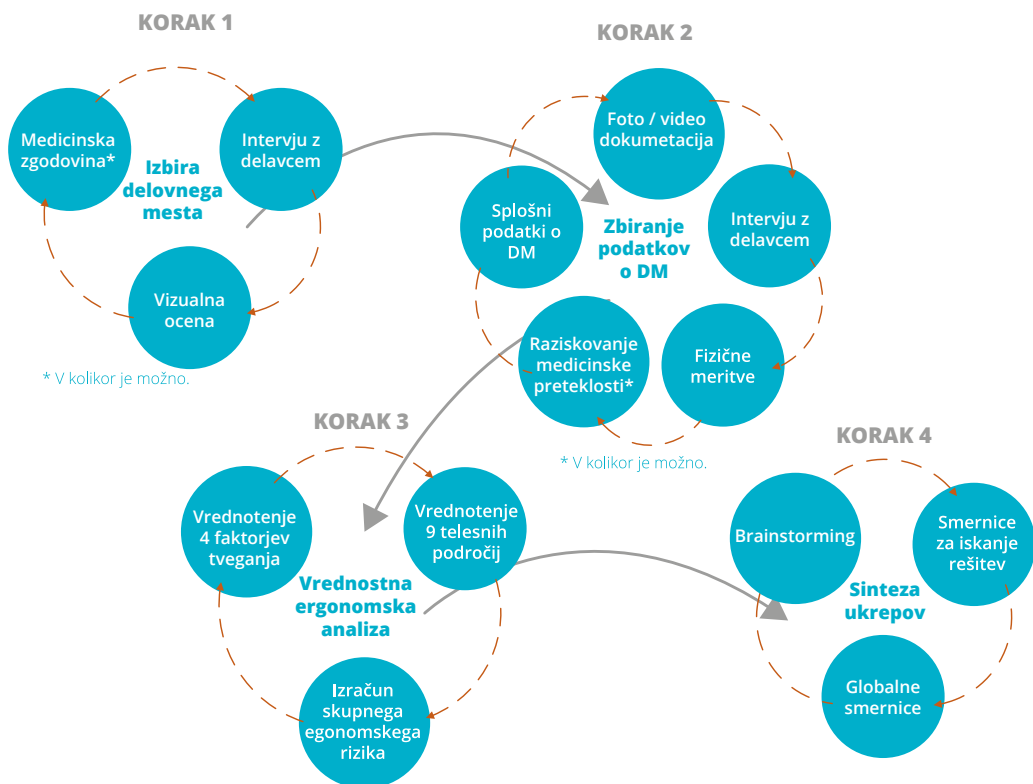 KORAK 1
Medicinska
zgodovina*
Intervju z
delavcem
Izbira
delovnega
mesta
Vizualna
ocena
* V kolikor je možno.
KORAK 2
Foto / video
dokumetacija
Splošni
podatki o
DM
Intervju z
delavcem
Zbiranje
podatkov
o DM
Raziskovanje
medicinske
preteklosti*
Fizične
meritve
* V kolikor je možno.
KORAK 3
Vrednotenje
4 faktorjev
tveganja
Vrednotenje
9 telesnih
področij
Vrednostna
ergonomska
analiza
Izračun
skupnega
egonomskega
rizika
KORAK 4
Brainstorming
Smernice
za iskanje
rešitev
Sinteza
ukrepov
Globalne
smernice